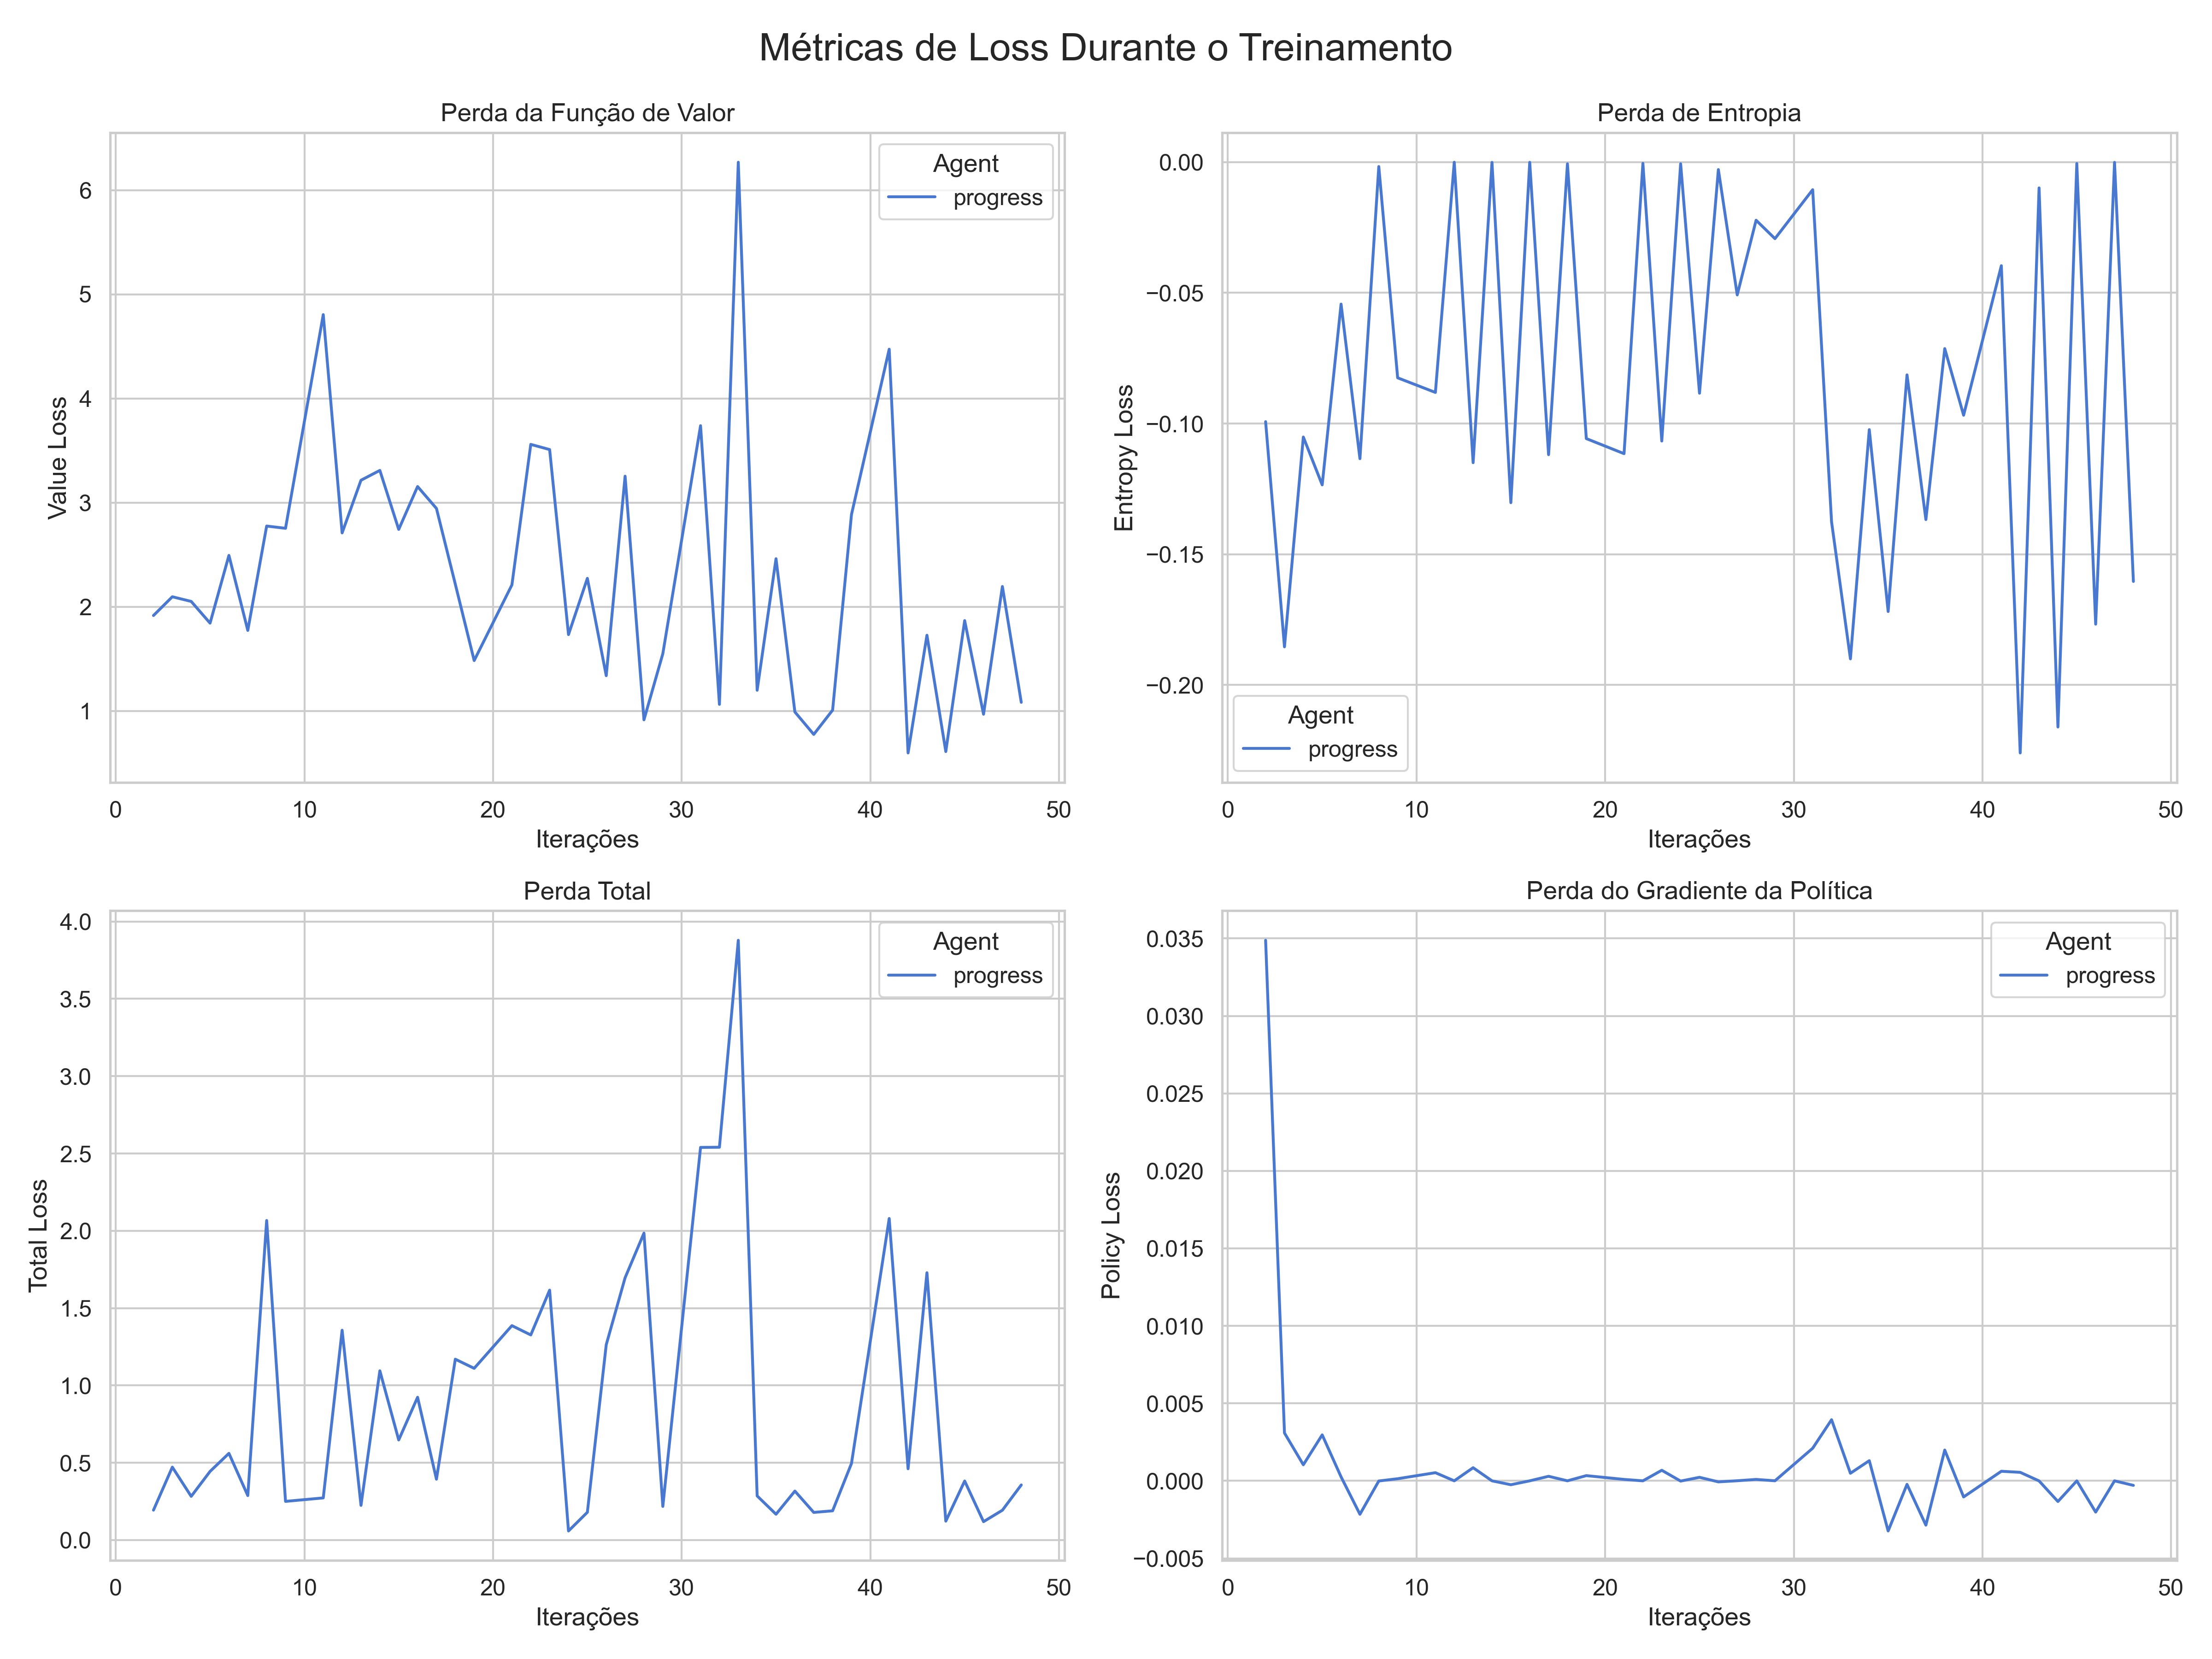 Métricas de Loss Durante o Treinamento
Perda da Função de Valor
Value Loss
6
5
4
3
2
1
0 10 20 30 40 50
Iterações
Agent
progress
Perda de Entropia
Entropy Loss
0.00
−0.05
−0.10
−0.15
−0.20
0 10 20 30 40 50
Iterações
Agent
progress
Perda Total
Total Loss
4.0
3.5
3.0
2.5
2.0
1.5
1.0
0.5
0.0
0 10 20 30 40 50
Iterações
Agent
progress
Perda do Gradiente da Política
Policy Loss
0.035
0.030
0.025
0.020
0.015
0.010
0.005
0.000
−0.005
0 10 20 30 40 50
Iterações
Agent
progress